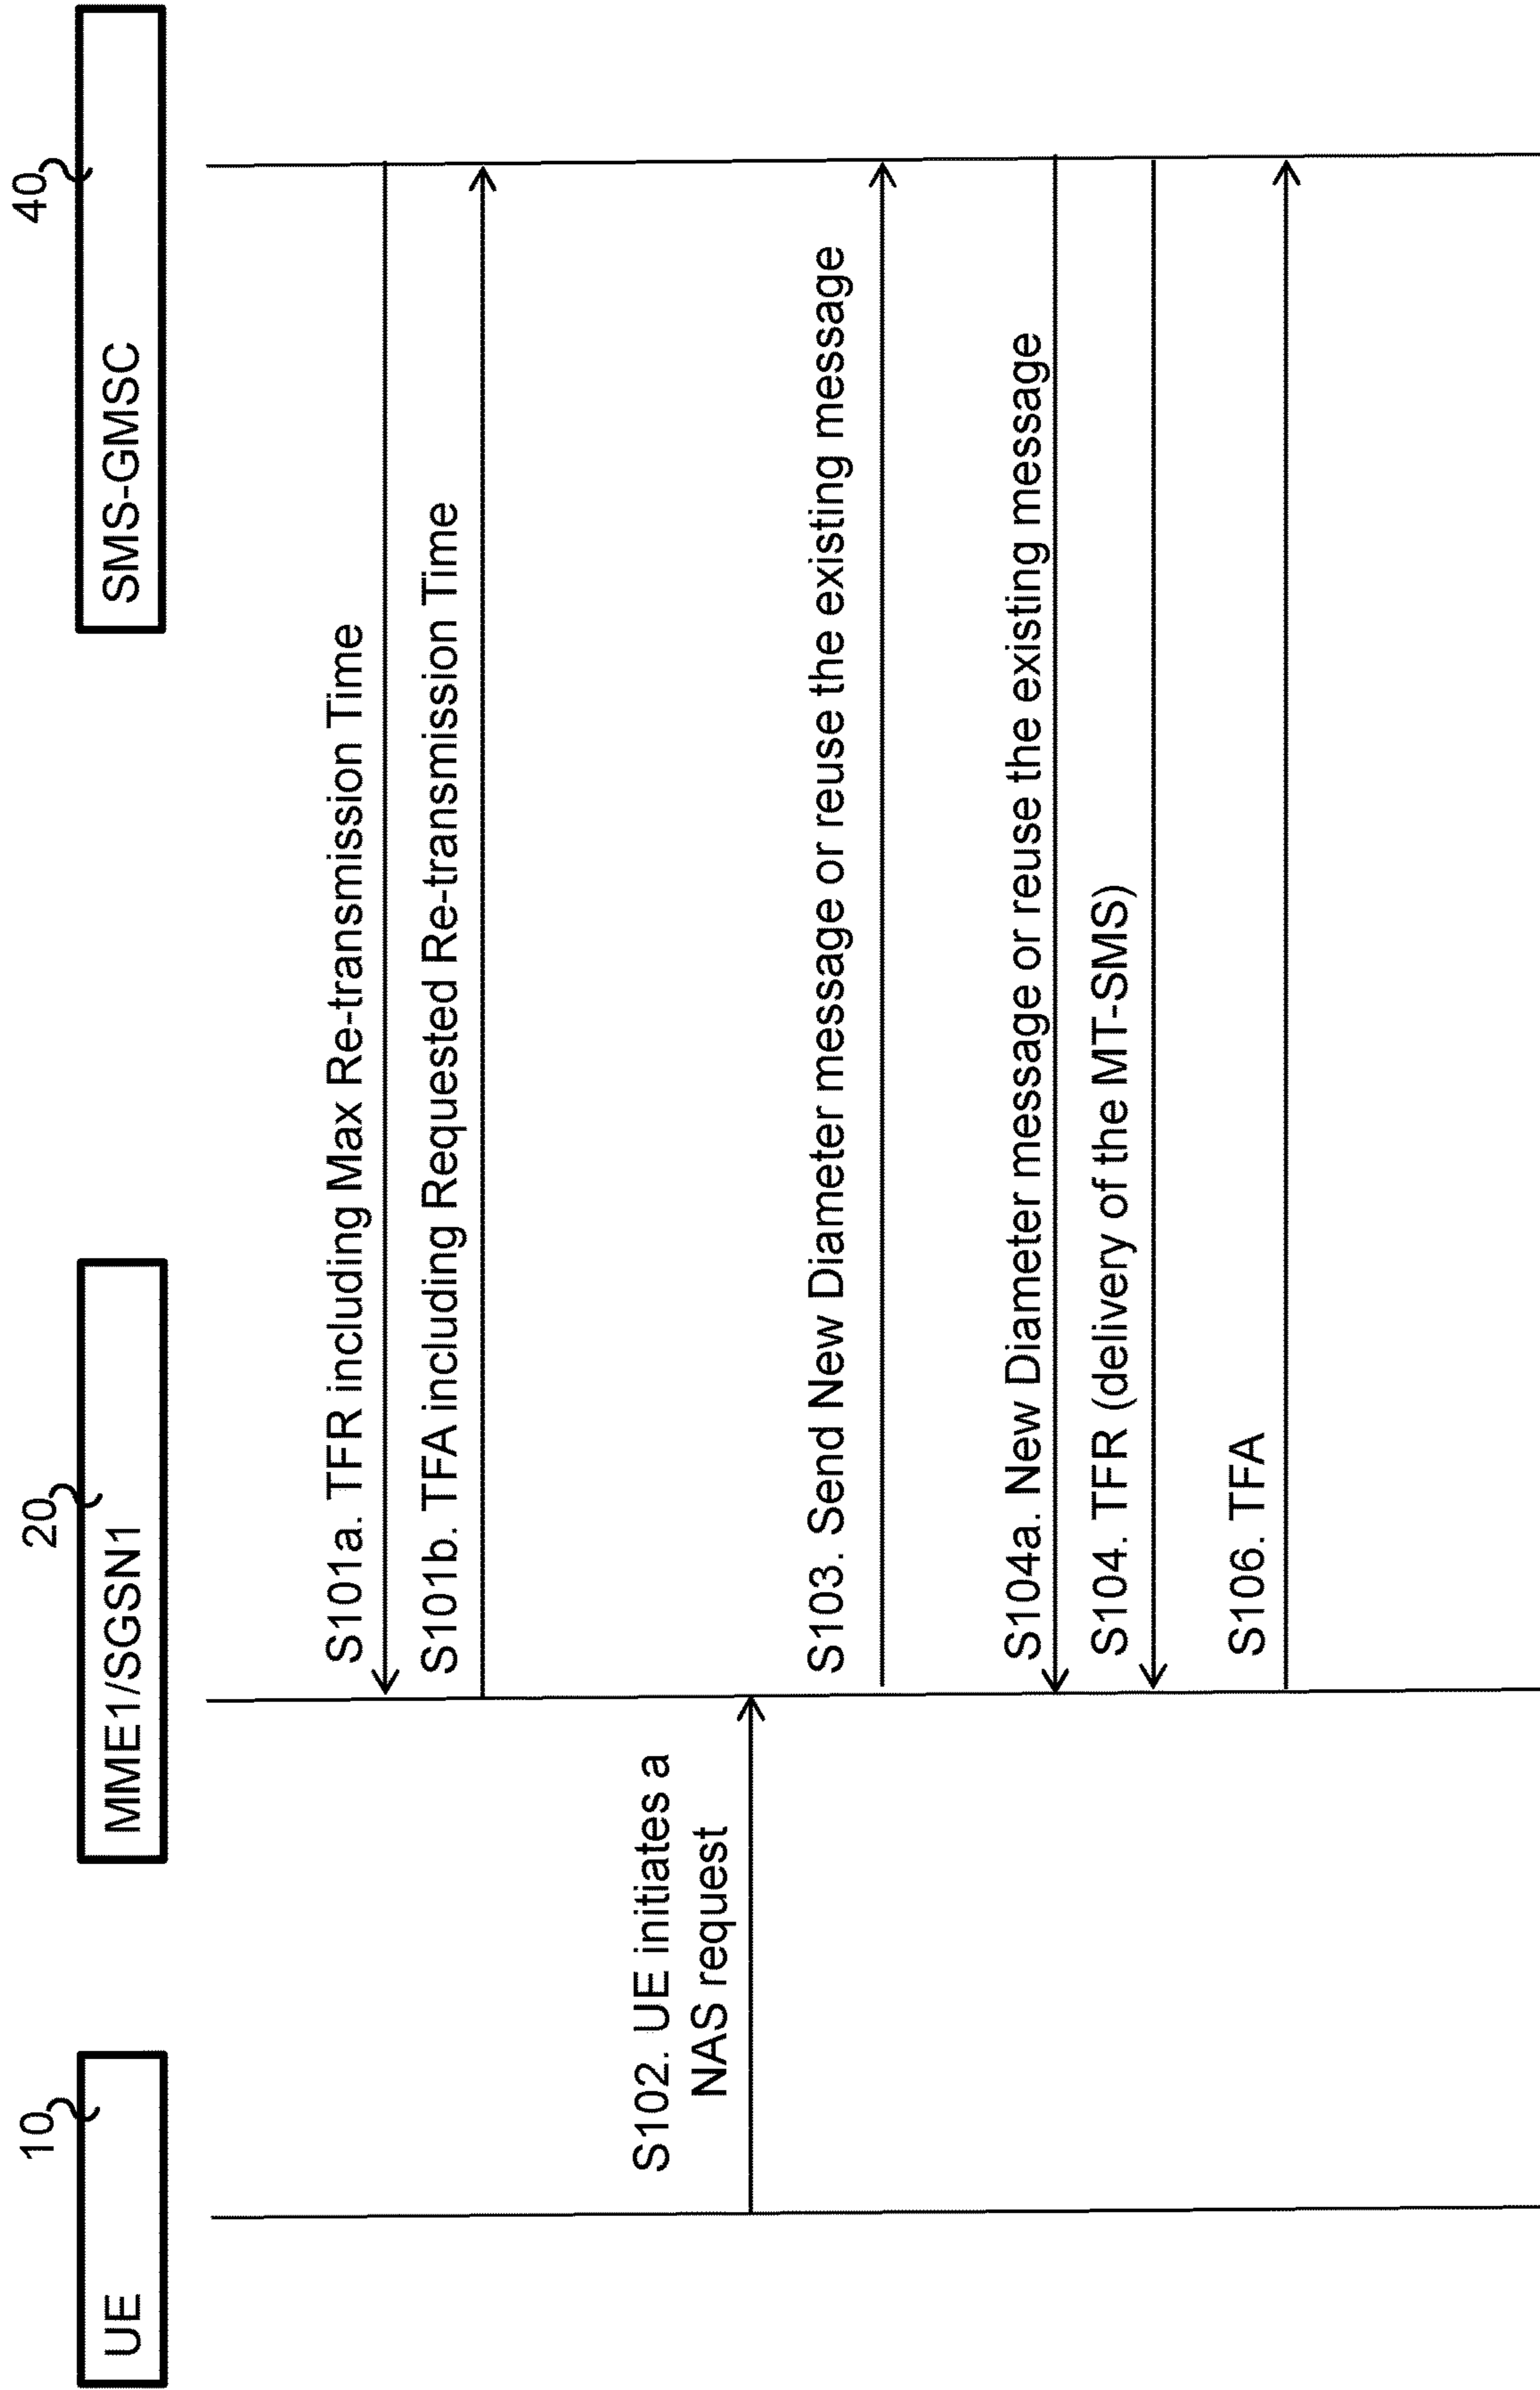 10
20
40
UE
MME1/SGSN1
SMS-GMSC
S101a. TFR including Max Re-transmission Time
S101b. TFA including Requested Re-transmission Time
S102. UE initiates a
NAS request
S103. Send New Diameter message or reuse the existing message
S104a. New Diameter message or reuse the existing message
S104. TFR (delivery of the MT-SMS)
S106. TFA